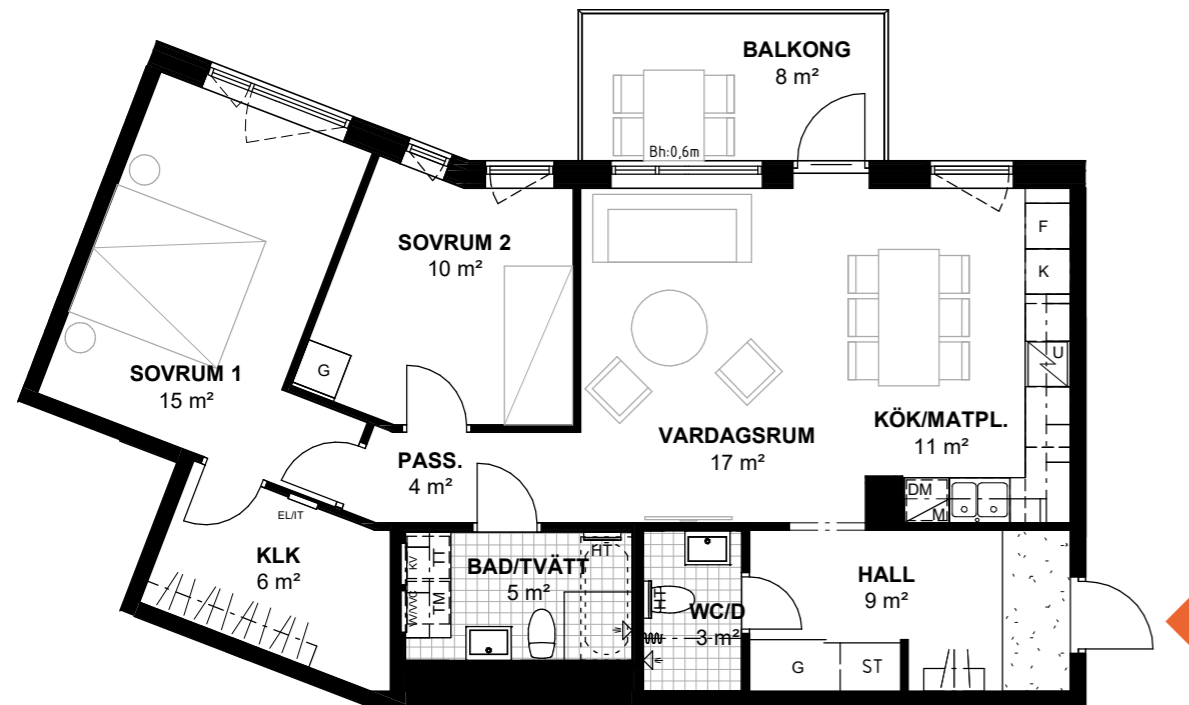 BALKONG
8 m²
Bh:0,6m
SOVRUM 2
10 m²
F
K
U
G
SOVRUM 1
15 m²
VARDAGSRUM
17 m²
KÖK/MATPL.
11 m²
PASS.
4 m²
DM
M
EL/IT
KLK
6 m²
KV
TT
TM
BAD/TVÄTT
5 m²
HT
HT
WC/D
3 m²
HALL
9 m²
G
ST